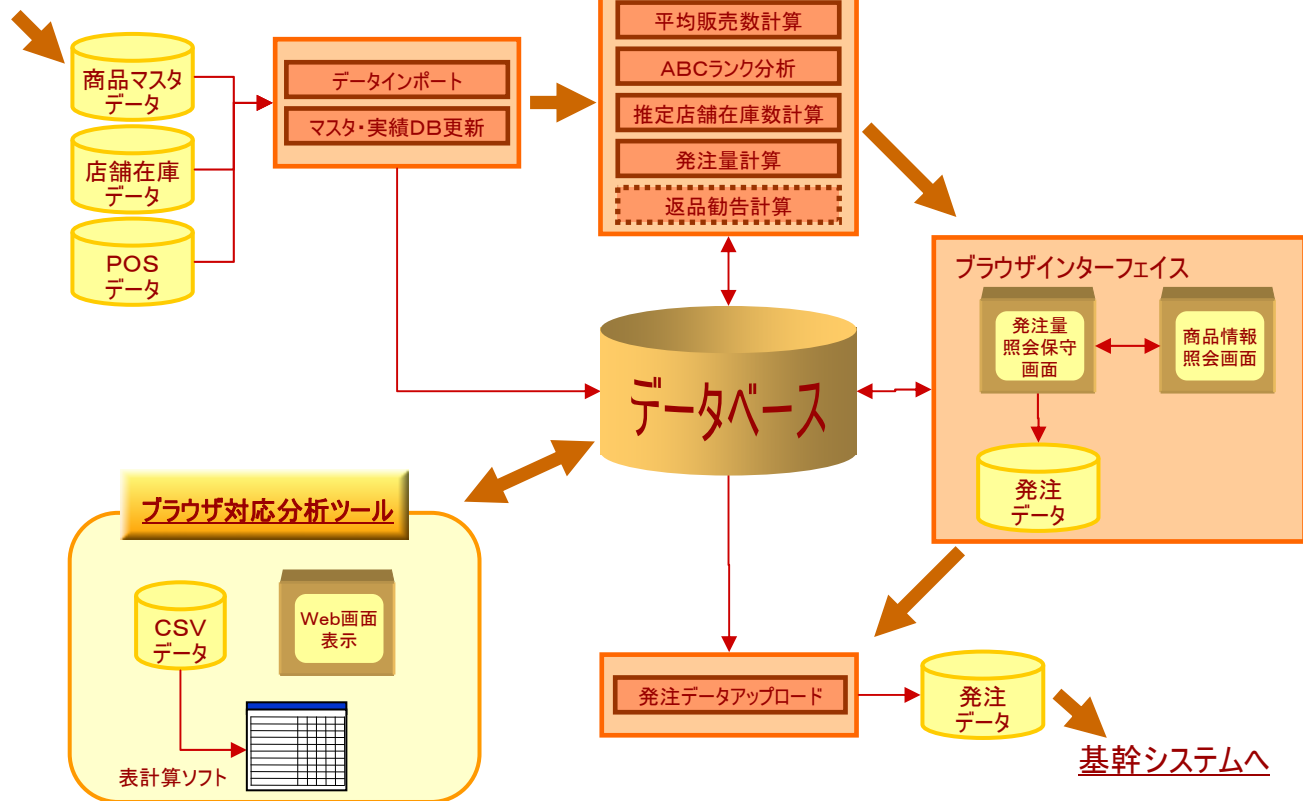 商品マスタ
データ
店舗在庫
データ
POS
データ
データインポート
マスタ・実績DB更新
平均販売数計算
ABCランク分析
推定店舗在庫数計算
発注量計算
返品勧告計算
ブラウザインターフェイス
発注量
照会保守
画面
商品情報
照会画面
発注
データ
データベース
ブラウザ対応分析ツール
CSV
データ
Web画面
表示
表計算ソフト
発注データアップロード
発注
データ
基幹システムへ